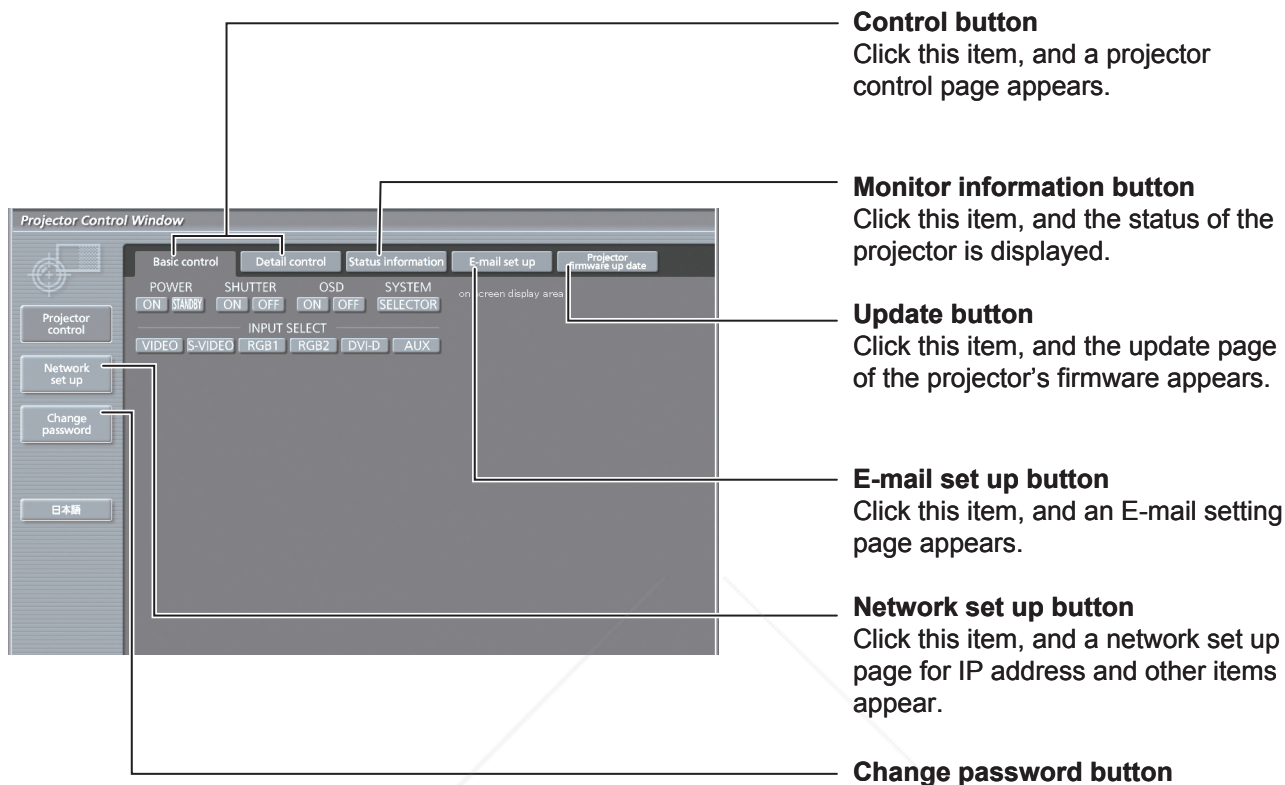 Control button
Click this item, and a projector
control page appears.
Monitor information button
Click this item, and the status of the
projector is displayed.
Update button
Click this item, and the update page
of the projector’s firmware appears.
E-mail set up button
Click this item, and an E-mail setting
page appears.
Network set up button
Click this item, and a network set up
page for IP address and other items
appear.
Change password button
Projector Control Window
Basic control Detail control Status information E-mail set up Projector
firmware up date
POWER SHUTTER OSD SYSTEM
ON STANDBY ON OFF ON OFF SELECTOR on screen display area
INPUT SELECT
VIDEO S-VIDEO RGB1 RGB2 DVI-D AUX
Projector
control
Network
set up
Change
password
日本語